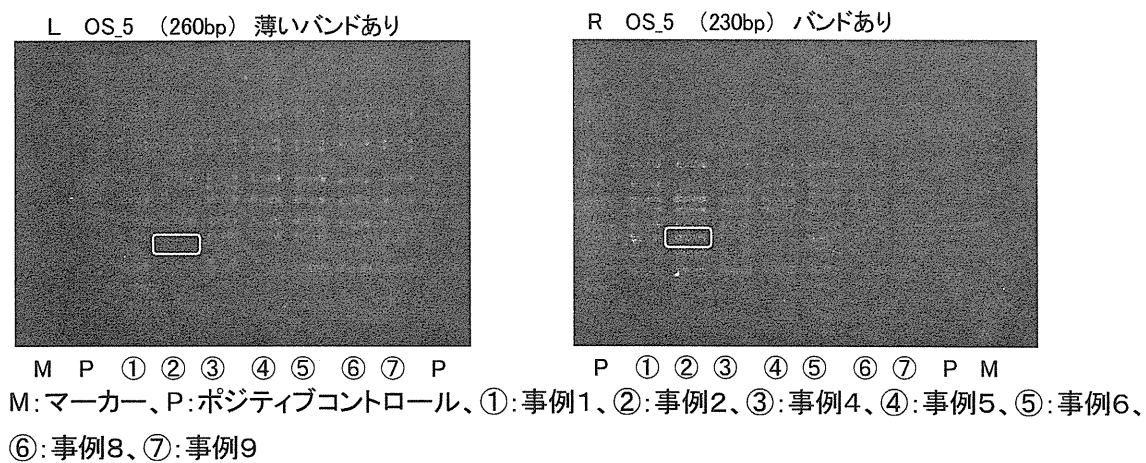 L OS_5 (260bp) 薄いバンドあり
R OS_5 (230bp) バンドあり
M P ① ② ③ ④ ⑤ ⑥ ⑦ P
P ① ② ③ ④ ⑤ ⑥ ⑦ P M
M:マーカー、P:ポジティブコントロール、①:事例1、②:事例2、③:事例4、④:事例5、⑤:事例6、
⑥:事例8、⑦:事例9